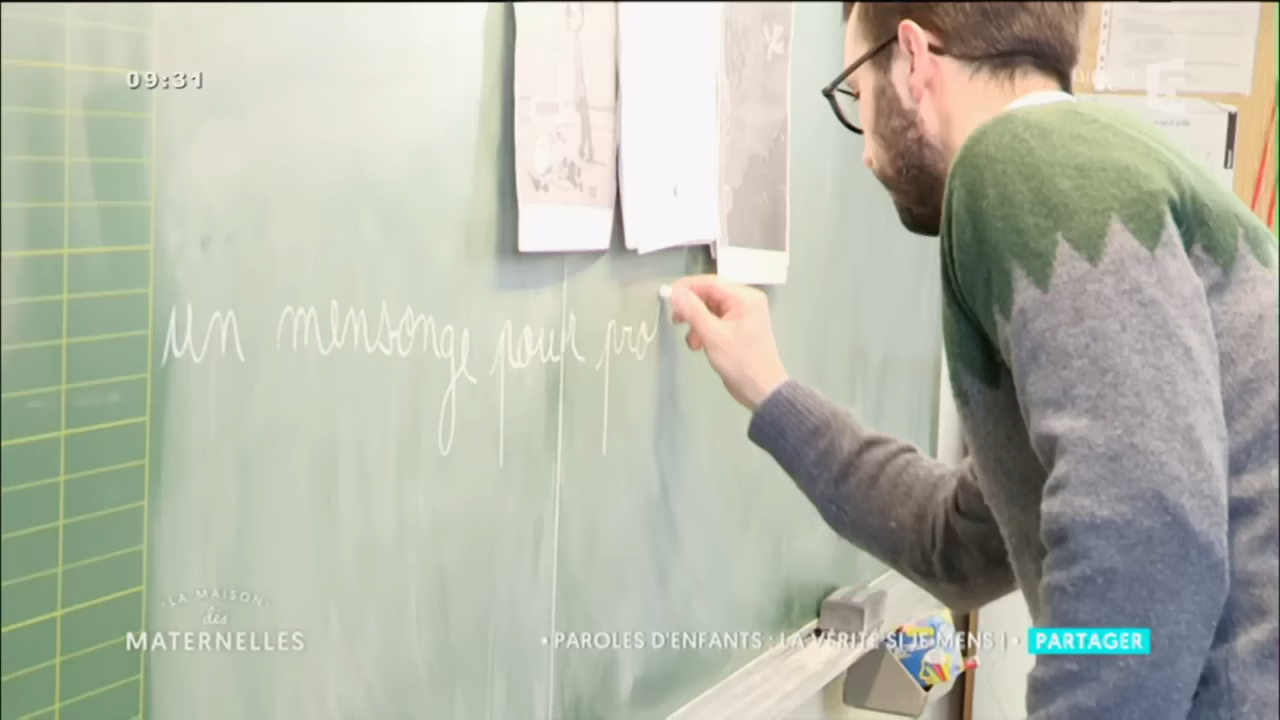 09:31
un mensonge pour pro
LA MAISON
des
MATERNELLES
• PAROLES D'ENFANTS : LA VÉRITÉ SI JE MENS ! • PARTAGER